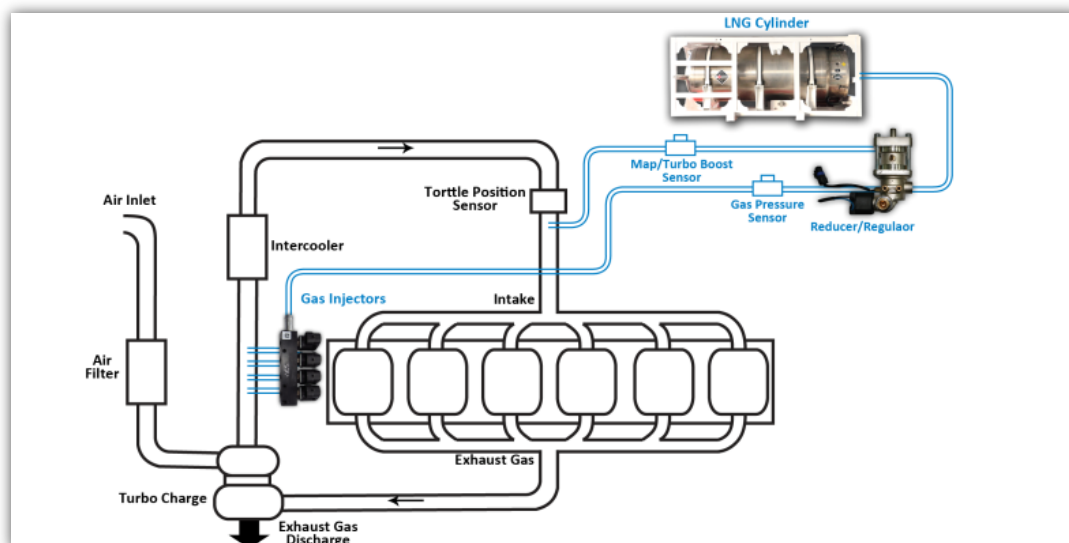 LNG Cylinder
Map/Turbo Boost
Sensor
Torttle Position
Sensor
Gas Pressure
Sensor
Reducer/Regulaor
Air Inlet
Intercooler
Gas Injectors
Intake
Air
Filter
Exhaust Gas
Turbo Charge
Exhaust Gas
Discharge